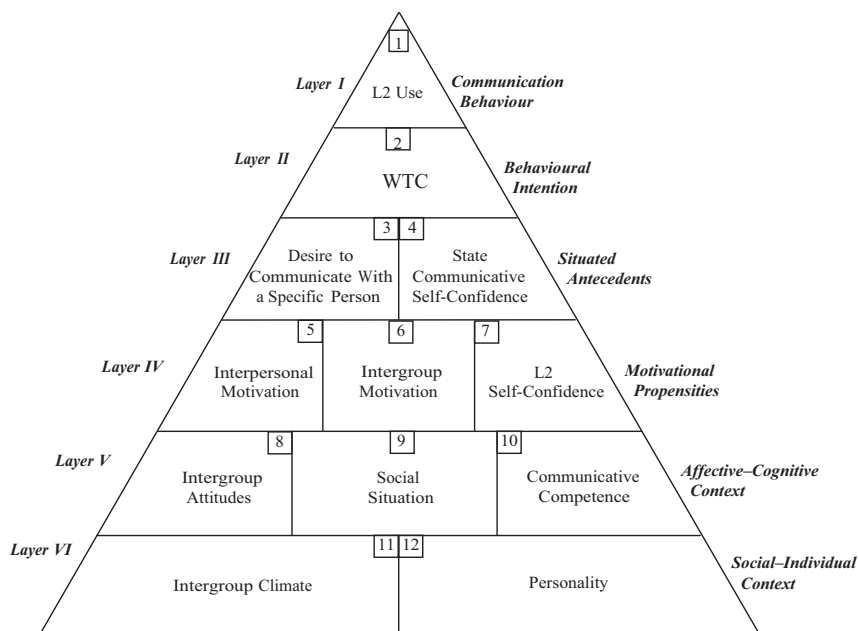 1
Layer I
L2 Use
Communication
Behaviour
2
Layer II
WTC
Behavioural
Intention
3
4
Layer III
Desire to
Communicate With
a Specific Person
State
Communicative
Self-Confidence
Situated
Antecedents
5
6
7
Layer IV
Interpersonal
Motivation
Intergroup
Motivation
L2
Self-Confidence
Motivational
Propensities
8
9
10
Layer V
Intergroup
Attitudes
Social
Situation
Communicative
Competence
Affective–Cognitive
Context
11
12
Layer VI
Intergroup Climate
Personality
Social–Individual
Context